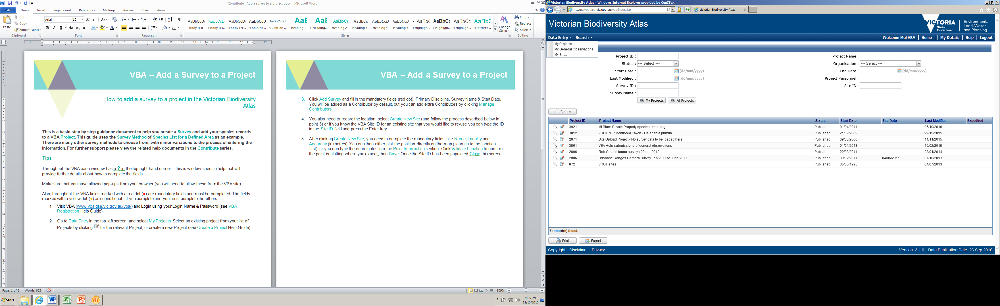 Contribute - Add a survey to a project.docx - Microsoft Word
File Home Insert Page Layout References Mailings Review View Places
Paste
Cut
Copy
Format Painter
Clipboard
Arial 10
Font
Paragraph
AaBbCcD AaBbCcD AaBbCcD AaBbCcD AaBbCcDdE AaB AaB AaBbC AaBbCc AaBbCcD AaBbCcD • AaBb( AaBbCc AaBbCc AaBbC
Body Text ¶ Body Tex... ¶ Body Tex... ¶ Bold He... ¶ Caption ... Heading 1 ¶ Heading... Heading 2 Heading 3 Heading 4 Heading 5 ¶ Highligh... ¶ Highligh... ¶ Highligh... ¶ Intro/Fe...
Styles
Change Styles
Find
Replace
Select
Editing
VBA – Add a Survey to a Project
How to add a survey to a project in the Victorian Biodiversity
Atlas
This is a basic step by step guidance document to help you create a Survey and add your species records
to a VBA Project. This guide uses the Survey Method of Species List for a Defined Area as an example.
There are many other survey methods to choose from, with minor variations to the process of entering the
information. For further support please view the related help documents in the Contribute series.
Tips
Throughout the VBA each window has a ? in the top right hand corner – this is window-specific help that will
provide further details about how to complete the fields.
Make sure that you have allowed pop-ups from your browser (you will need to allow these from the VBA site)
Also, throughout the VBA fields marked with a red dot (●) are mandatory fields and must be completed. The fields
marked with a yellow dot (●) are conditional - if you complete one you must complete the others.
1. Visit VBA (www.vba.dse.vic.gov.au/vba/) and Login using your Login Name & Password (see VBA
Registration Help Guide).
2. Go to Data Entry in the top left screen, and select My Projects. Select an existing project from your list of
Projects by clicking for the relevant Project, or create a new Project (see Create a Project Help Guide)
VBA – Add a Survey to a Project
3. Click Add Survey and fill in the mandatory fields (red dot): Primary Discipline, Survey Name & Start Date.
You will be added as a Contributor by default, but you can add extra Contributors by clicking Manage
Contributors.
4. You also need to record the location: select Create New Site (and follow the process described below in
point 5) or if you know the VBA Site ID for an existing site that you would like to re-use you can type the ID
in the Site ID field and press the Enter key.
5. After clicking Create New Site, you need to complete the mandatory fields: site Name, Locality and
Accuracy (in metres). You can then either plot the position directly on the map (zoom in to the location
first), or you can type the coordinates into the Point Information section. Click Validate Location to confirm
the point is plotting where you expect, then Save. Once the Site ID has been populated Close this screen.
Page: 1 of 3 Words: 633
109%
Start
4:09 PM
11/10/2016
Victorian Biodiversity Atlas - Windows Internet Explorer provided by CenITex
https://vba.dse.vic.gov.au/vba/index.jsp
Victorian Biodiversity Atlas
Victorian Biodiversity Atlas
VICTORIA
State
Government
Environment,
Land, Water
and Planning
Data Entry Search
Welcome Mel VBA | Home || My Details | Help | Logout
My Projects
My General Observations
My Sites
Project ID : Project Name :
Status : --- Select --- Organisation : --- Select ---
Start Date : (dd/mm/yyyy) End Date : (dd/mm/yyyy)
Last Modified : (dd/mm/yyyy) Project Personnel :
Survey ID : Site ID :
Survey Name :
My Projects All Projects
Create
Project ID Project Name Status Start Date End Date Last Modified Expedited
3921 Mt Black Private Property species recording Published 01/04/2011 06/10/2016
3012 VROTPOP Monitored Taxon - Caladenia pumila Published 21/09/2009 22/12/2015
2871 Site Upload Project - No survey data to be loaded here Published 09/03/2000 11/11/2015
3561 VBA Help submissions of general observations Published 01/01/2013 10/02/2015
2896 Rob Gration fauna surveys 2011 - 2012 Published 22/03/2011 28/01/2014
2886 Brisbane Ranges Camera Survey Feb 2011 to June 2011 Published 09/02/2011 04/06/2011 01/10/2013
872 VROT sites Published 05/05/1995 04/07/2013
7 record(s) found.
Print Export
Copyright Disclaimer Privacy
Version: 3.1.0 Data Publication Date: 26 Sep 2016